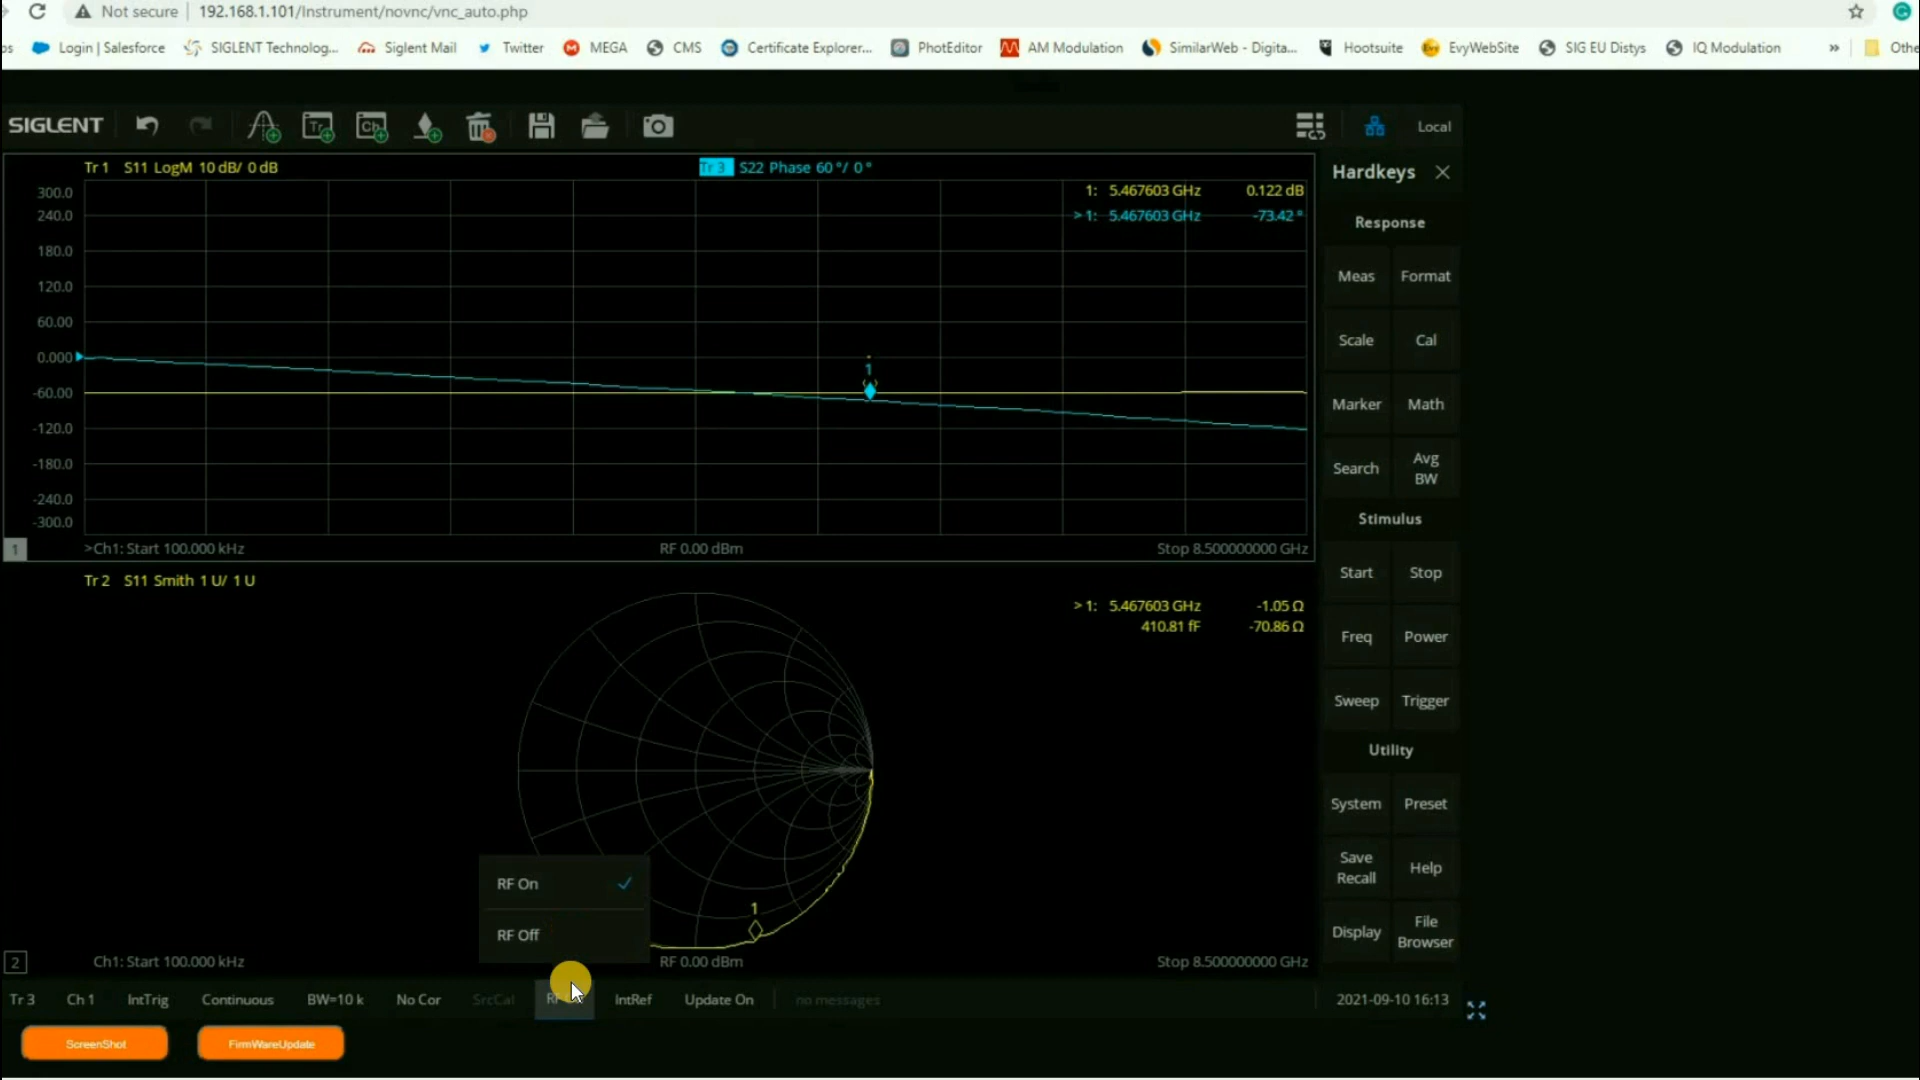 Not secure 192.168.1.101/Instrument/novnc/vnc_auto.php
ps Login | Salesforce SIGLENT Technolog... Siglent Mail Twitter MEGA CMS Certificate Explorer... PhotEditor AM Modulation SimilarWeb - Digita... Hootsuite EvyWebSite SIG EU Distys IQ Modulation » Othe
SIGLENT Tr Ch Local
Tr 1 S11 LogM 10 dB/ 0 dB Tr 3 S22 Phase 60 °/ 0 °
Hardkeys
300.0
1: 5.467603 GHz 0.122 dB
240.0
> 1: 5.467603 GHz -73.42 °
Response
180.0
Meas Format
120.0
60.00
Scale Cal
0.000
1
-60.00
Marker Math
-120.0
-180.0
Search Avg BW
-240.0
-300.0
Stimulus
1 >Ch1: Start 100.000 kHz RF 0.00 dBm Stop 8.500000000 GHz
Start Stop
Tr 2 S11 Smith 1 U/ 1 U
> 1: 5.467603 GHz -1.05 Ω
410.81 fF -70.86 Ω
Freq Power
Sweep Trigger
Utility
System Preset
Save Recall Help
RF On
1
RF Off
Display File Browser
2 Ch1: Start 100.000 kHz RF 0.00 dBm Stop 8.500000000 GHz
Tr 3 Ch 1 IntTrig Continuous BW=10 k No Cor SrcCal RF IntRef Update On no messages 2021-09-10 16:13
ScreenShot FirmWareUpdate